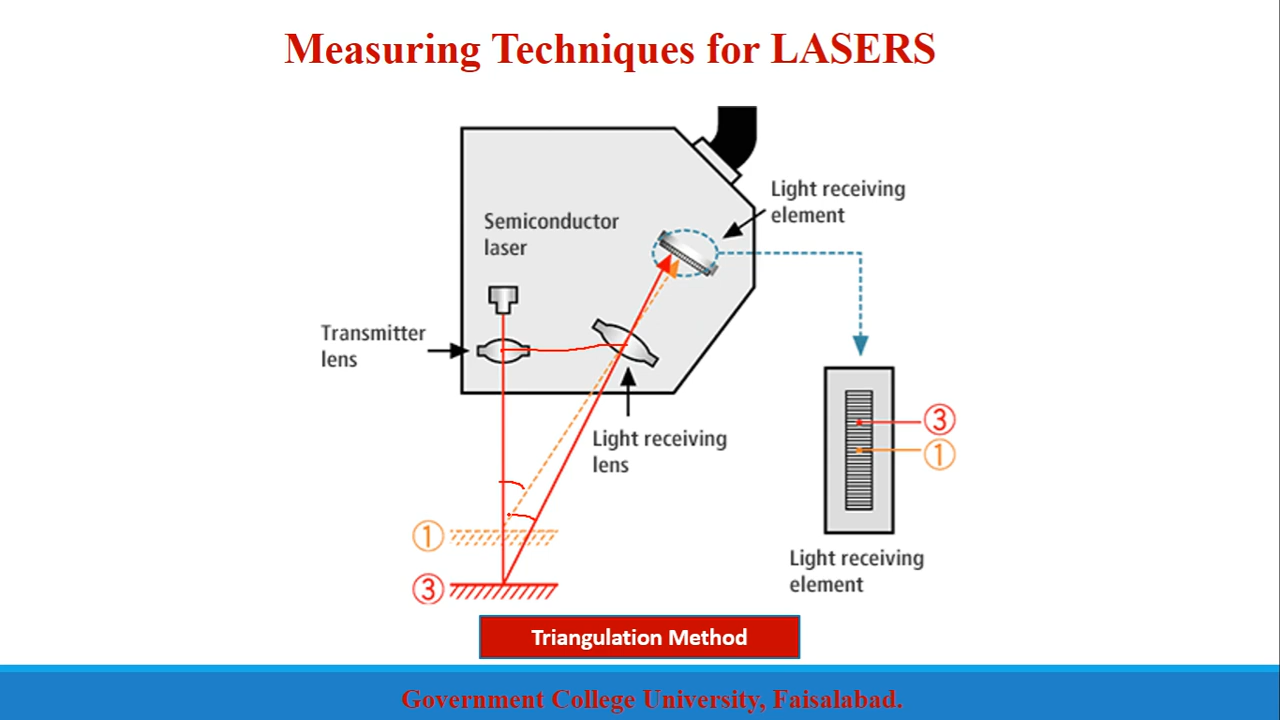 Measuring Techniques for LASERS
Light receiving
element
Semiconductor
laser
Transmitter
lens
Light receiving
lens
③
①
①
③
Light receiving
element
Triangulation Method
Government College University, Faisalabad.